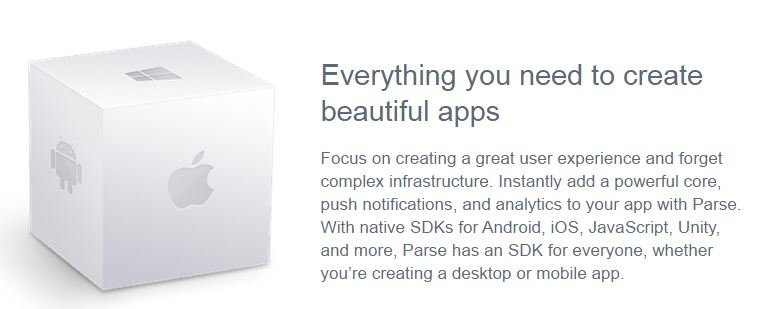 Everything you need to create
beautiful apps
Focus on creating a great user experience and forget
complex infrastructure. Instantly add a powerful core,
push notifications, and analytics to your app with Parse.
With native SDKs for Android, iOS, JavaScript, Unity,
and more, Parse has an SDK for everyone, whether
you’re creating a desktop or mobile app.